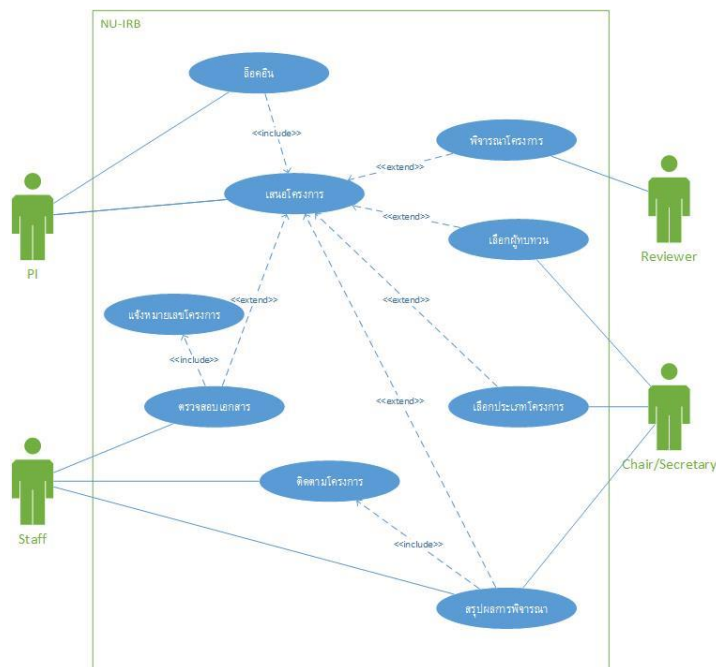 NU-IRB
ล็อคอิน
<<include>>
พิจารณาโครงการ
<<extend>>
เสนอโครงการ
<<extend>>
เลือกผู้ทบทวน
PI
Reviewer
<<extend>>
<<extend>>
แจ้งหมายเลขโครงการ
<<include>>
<<extend>>
ตรวจสอบเอกสาร
เลือกประเภทโครงการ
Chair/Secretary
ติดตามโครงการ
Staff
<<include>>
สรุปผลการพิจารณา